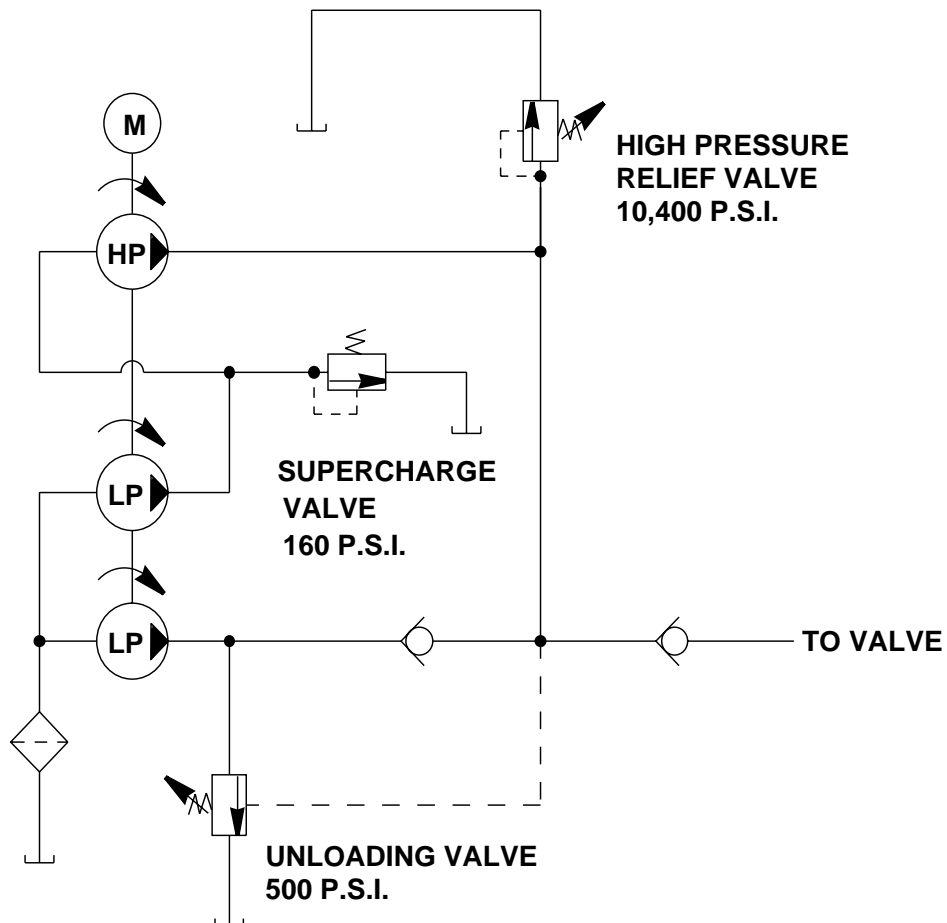 M
HIGH PRESSURE
RELIEF VALVE
10,400 P.S.I.
HP
SUPERCHARGE
VALVE
160 P.S.I.
LP
LP
TO VALVE
UNLOADING VALVE
500 P.S.I.